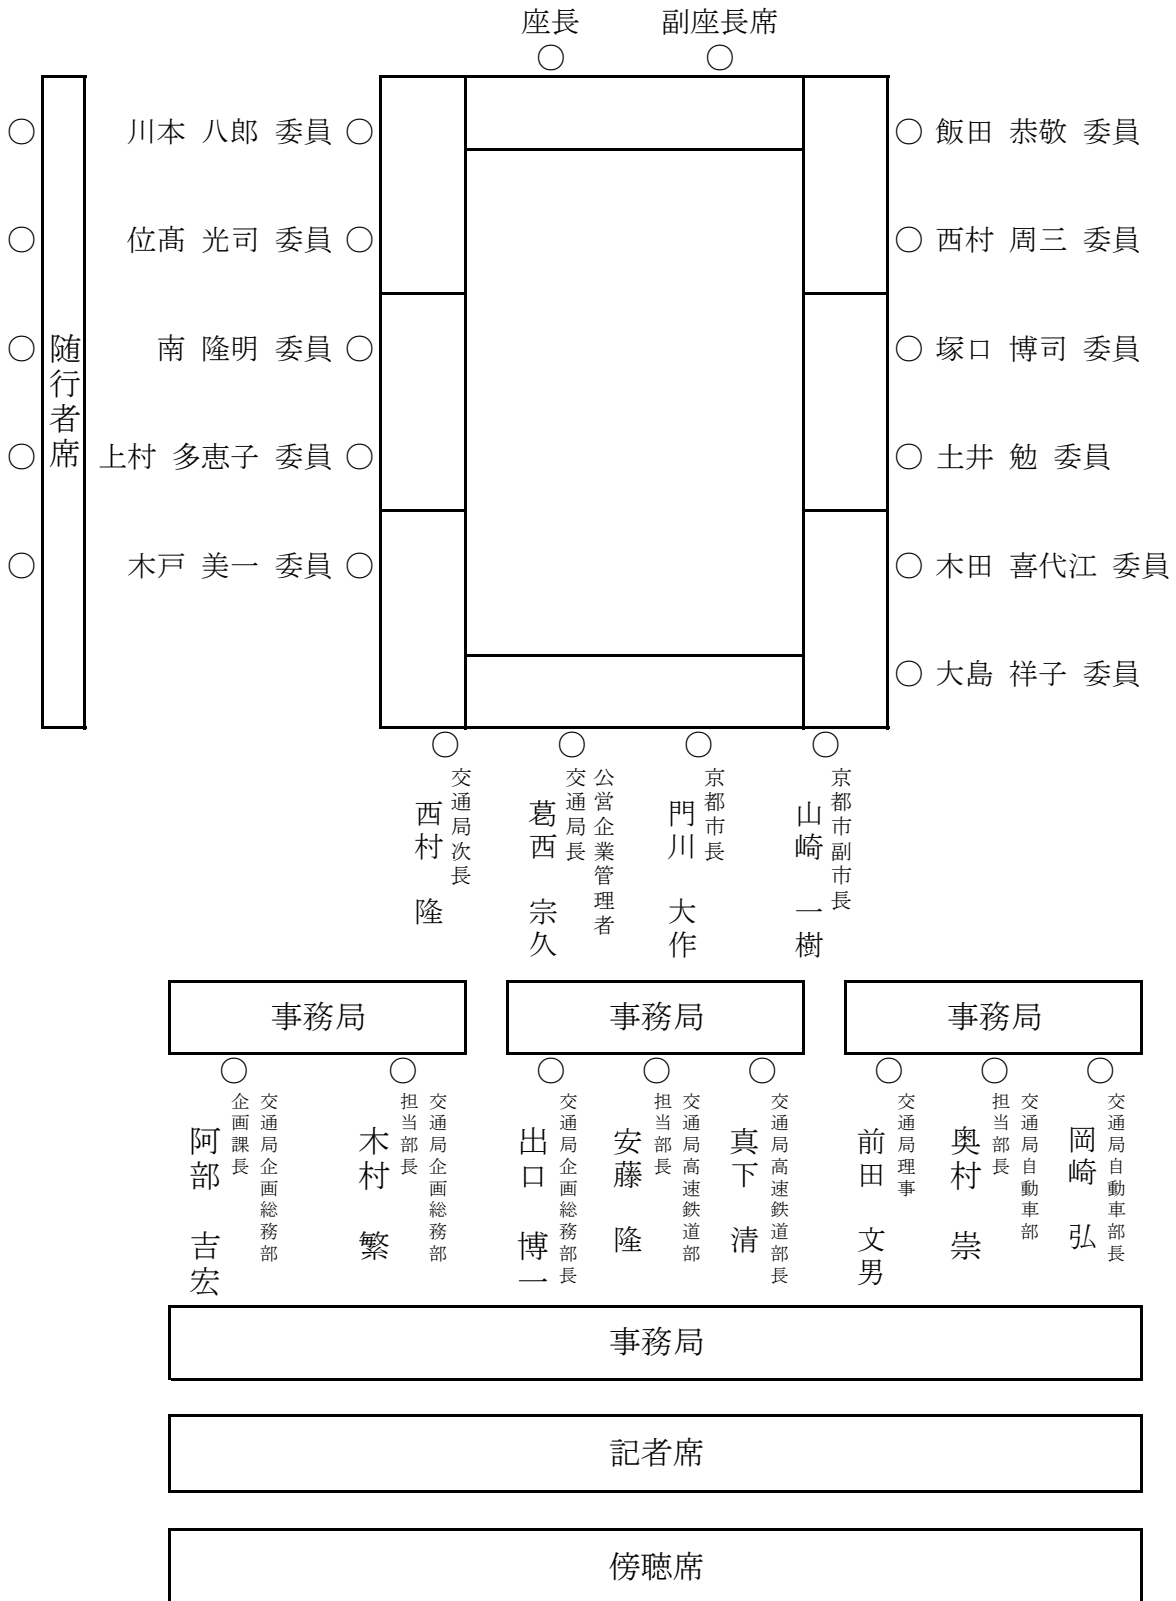 座長 副座長席
川本 八郎 委員
飯田 恭敬 委員
位髙 光司 委員
西村 周三 委員
随行者席
南 隆明 委員
塚口 博司 委員
上村 多恵子 委員
土井 勉 委員
木戸 美一 委員
木田 喜代江 委員
大島 祥子 委員
交通局次長
西村 隆
公営企業管理者
交通局長
葛西 宗久
京都市長
門川 大作
京都市副市長
山崎 一樹
事務局
事務局
事務局
交通局企画総務部
企画課長
阿部 吉宏
交通局企画総務部
担当部長
木村 繁
交通局企画総務部長
出口 博一
交通局高速鉄道部
担当部長
安藤 隆
交通局高速鉄道部長
真下 清
交通局理事
前田 文男
交通局自動車部
担当部長
奥村 崇
交通局自動車部長
岡崎 弘
事務局
記者席
傍聴席